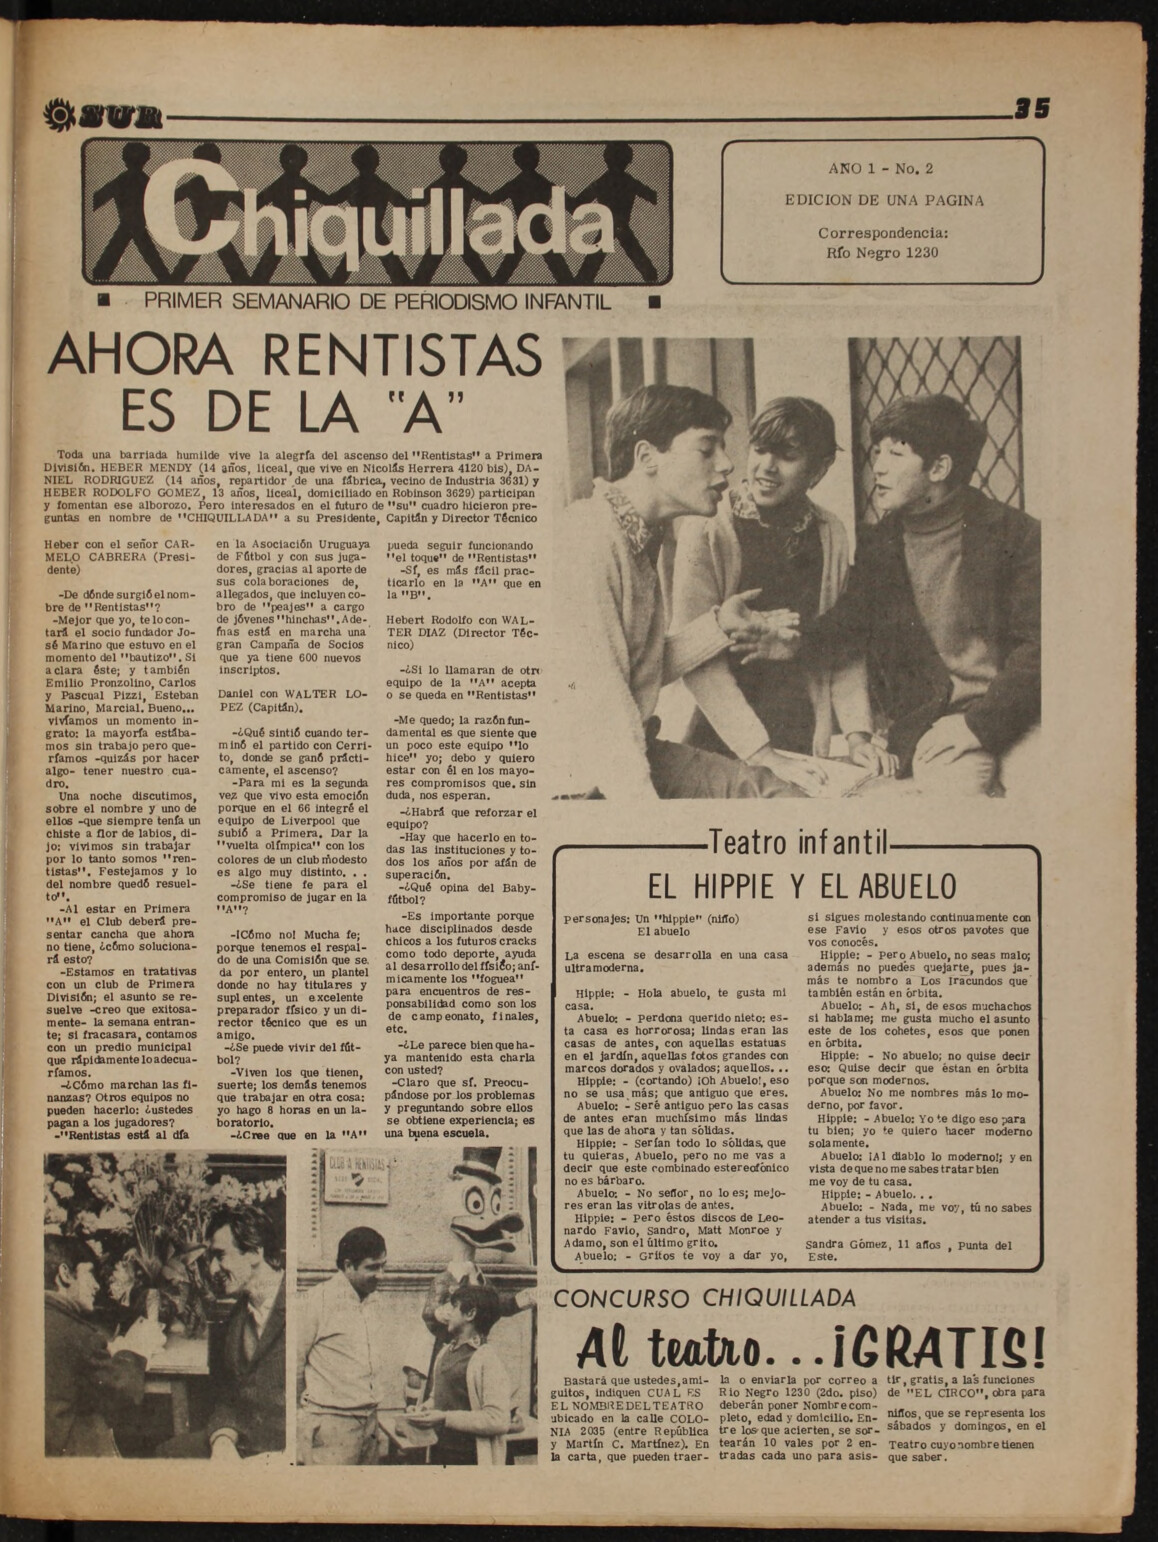 SUR
35
Chiquillada
PRIMER SEMANARIO DE PERIODISMO INFANTIL
AÑO 1 - No. 2
EDICION DE UNA PAGINA
Correspondencia:
Río Negro 1230
AHORA RENTISTAS
ES DE LA "A"
Toda una barriada humilde vive la alegría del ascenso del "Rentistas" a Primera
División. HEBER MENDY (14 años, liceal, que vive en Nicolás Herrera 4120 bis), DA-
NIEL RODRIGUEZ (14 años, repartidor de una fábrica, vecino de Industria 3631) y
HEBER RODOLFO GOMEZ, 13 años, liceal, domiciliado en Robinson 3629) participan
y fomentan ese alborozo. Pero interesados en el futuro de "su" cuadro hicieron pre-
guntas en nombre de "CHIQUILLADA" a su Presidente, Capitán y Director Técnico
Heber con el señor CAR-
MELO CABRERA (Presi-
dente)
-De dónde surgió el nom-
bre de "Rentistas"?
-Mejor que yo, te lo con-
tará el socio fundador Jo-
sé Marino que estuvo en el
momento del "bautizo". Si
aclara éste; y también
Emilio Pronzolino, Carlos
y Pascual Pizzi, Esteban
Marino, Marcial. Bueno...
vivíamos un momento in-
grato: la mayoría estába-
mos sin trabajo pero que-
ríamos -quizás por hacer
algo- tener nuestro cua-
dro.
Una noche discutimos,
sobre el nombre y uno de
ellos -que siempre tenía un
chiste a flor de labios, di-
jo: vivimos sin trabajar
por lo tanto somos "ren-
tistas". Festejamos y lo
del nombre quedó resuel-
to".
-Al estar en Primera
"A" el Club deberá pre-
sentar cancha que ahora
no tiene, ¿cómo soluciona-
rá esto?
-Estamos en tratativas
con un club de Primera
División; el asunto se re-
suelve -creo que exitosa-
mente- la semana entran-
te; si fracasara, contamos
con un predio municipal
que rápidamente lo adecua-
ríamos.
-¿Cómo marchan las fi-
nanzas? Otros equipos no
pueden hacerlo: ¿ustedes
pagan a los jugadores?
-"Rentistas está al día
en la Asociación Uruguaya
de Fútbol y con sus juga-
dores, gracias al aporte de
sus colaboraciones de,
allegados, que incluyen co-
bro de "peajes" a cargo
de jóvenes "hinchas". Ade-
mas está en marcha una
gran Campaña de Socios
que ya tiene 600 nuevos
inscriptos.
Daniel con WALTER LO-
PEZ (Capitán).
-¿Qué sintió cuando ter-
minó el partido con Cerri-
to, donde se ganó prácti-
camente, el ascenso?
-Para mi es la segunda
vez que vivo esta emoción
porque en el 66 integré el
equipo de Liverpool que
subió a Primera. Dar la
"vuelta olímpica" con los
colores de un club modesto
es algo muy distinto. . .
-¿Se tiene fe para el
compromiso de jugar en la
"A"?
-¡Cómo no! Mucha fe;
porque tenemos el respal-
do de una Comisión que se
da por entero, un plantel
donde no hay titulares y
suplentes, un excelente
preparador físico y un di-
rector técnico que es un
amigo.
-¿Se puede vivir del fút-
bol?
-Viven los que tienen,
suerte; los demás tenemos
que trabajar en otra cosa:
yo hago 8 horas en un la-
boratorio.
-¿Cree que en la "A"
pueda seguir funcionando
"el toque" de "Rentistas"
-Sí, es más fácil prac-
ticarlo en la "A" que en
la "B".
Hebert Rodolfo con WAL-
TER DIAZ (Director Téc-
nico)
-¿Si lo llamaran de otro
equipo de la "A" acepta
o se queda en "Rentistas"
-Me quedo; la razón fun-
damental es que siente que
un poco este equipo "lo
hice" yo; debo y quiero
estar con él en los mayo-
res compromisos que, sin
duda, nos esperan.
-¿Habrá que reforzar el
equipo?
-Hay que hacerlo en to-
das las instituciones y to-
dos los años por afán de
superación.
-¿Qué opina del Baby-
fútbol?
-Es importante porque
hace disciplinados desde
chicos a los futuros cracks
como todo deporte, ayuda
al desarrollo del físico; aní-
micamente los "foguea"
para encuentros de res-
ponsabilidad como son los
de campeonato, finales,
etc.
-¿Le parece bien que ha-
ya mantenido esta charla
con usted?
-Claro que sí. Preocu-
pándose por los problemas
y preguntando sobre ellos
se obtiene experiencia; es
una buena escuela.
CLUB A RENTISTAS
Teatro infantil
EL HIPPIE Y EL ABUELO
Personajes: Un "hippie" (niño)
El abuelo
La escena se desarrolla en una casa
ultramoderna.
Hippie: - Hola abuelo, te gusta mi
casa.
Abuelo: - Perdona querido nieto: es-
ta casa es horrorosa; lindas eran las
casas de antes, con aquellas estatuas
en el jardín, aquellas fotos grandes con
marcos dorados y ovalados; aquellos...
Hippie: - (cortando) ¡Oh Abuelo!, eso
no se usa más; que antiguo que eres.
Abuelo: - Seré antiguo pero las casas
de antes eran muchísimo más lindas
que las de ahora y tan sólidas.
Hippie: - Serían todo lo sólidas, que
tu quieras, Abuelo, pero no me vas a
decir que este combinado estereofónico
no es bárbaro.
Abuelo: - No señor, no lo es; mejo-
res eran las vitrolas de antes.
Hippie: - Pero éstos discos de Leo-
nardo Favio, Sandro, Matt Monroe y
Adamo, son el último grito.
Abuelo: - Gritos te voy a dar yo,
si sigues molestando continuamente con
ese Favio y esos otros pavotes que
vos conocés.
Hippie: - Pero Abuelo, no seas malo;
además no puedes quejarte, pues ja-
más te nombro a Los Iracundos que
también están en órbita.
Abuelo: - Ah, si, de esos muchachos
si hablame; me gusta mucho el asunto
este de los cohetes, esos que ponen
en órbita.
Hippie: - No abuelo; no quise decir
eso: Quise decir que éstan en órbita
porque son modernos.
Abuelo: No me nombres más lo mo-
derno, por favor.
Hippie: - Abuelo: Yo te digo eso para
tu bien; yo te quiero hacer moderno
solamente.
Abuelo: ¡Al diablo lo moderno!; y en
vista de que no me sabes tratar bien
me voy de tu casa.
Hippie: - Abuelo. . .
Abuelo: - Nada, me voy, tú no sabes
atender a tus visitas.
Sandra Gómez, 11 años , Punta del
Este.
CONCURSO CHIQUILLADA
Al teatro. . . ¡GRATIS!
Bastará que ustedes, ami-
guitos, indiquen CUAL ES
EL NOMBRE DEL TEATRO
ubicado en la calle COLO-
NIA 2035 (entre República
y Martín C. Martínez). En
la carta, que pueden traer-
la o enviarla por correo a
Río Negro 1230 (2do. piso)
deberán poner Nombre com-
pleto, edad y domicilio. En-
tre los que acierten, se sor-
tearán 10 vales por 2 en-
tradas cada uno para asis-
tir, gratis, a las funciones
de "EL CIRCO", obra para
niños, que se representa los
sábados y domingos, en el
Teatro cuyo nombre tienen
que saber.